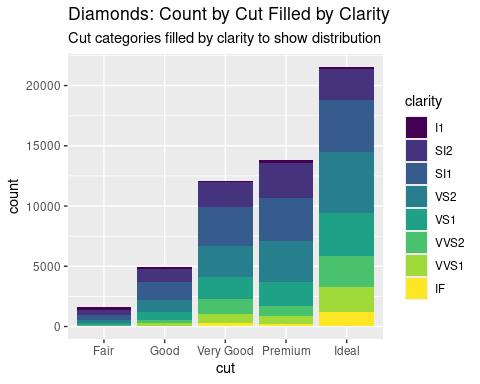 Diamonds: Count by Cut Filled by Clarity
Cut categories filled by clarity to show distribution
count
20000
15000
10000
5000
0
Fair
Good
Very Good
Premium
Ideal
cut
clarity
I1
SI2
SI1
VS2
VS1
VVS2
VVS1
IF